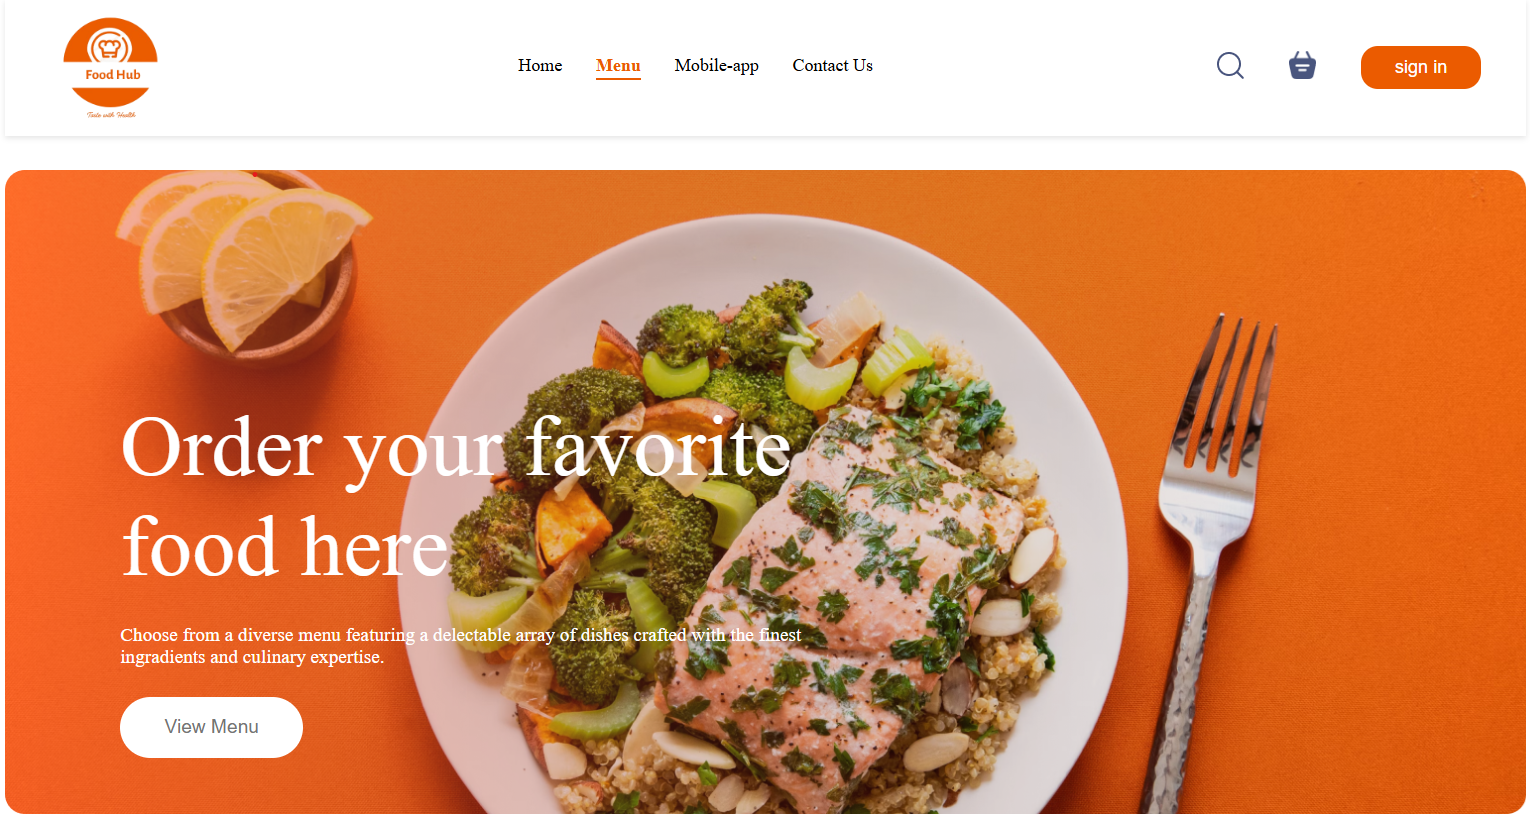 Food Hub
Taste with Health
Home
Menu
Mobile-app
Contact Us
sign in
Order your favorite
food here
Choose from a diverse menu featuring a delectable array of dishes crafted with the finest
ingredients and culinary expertise.
View Menu